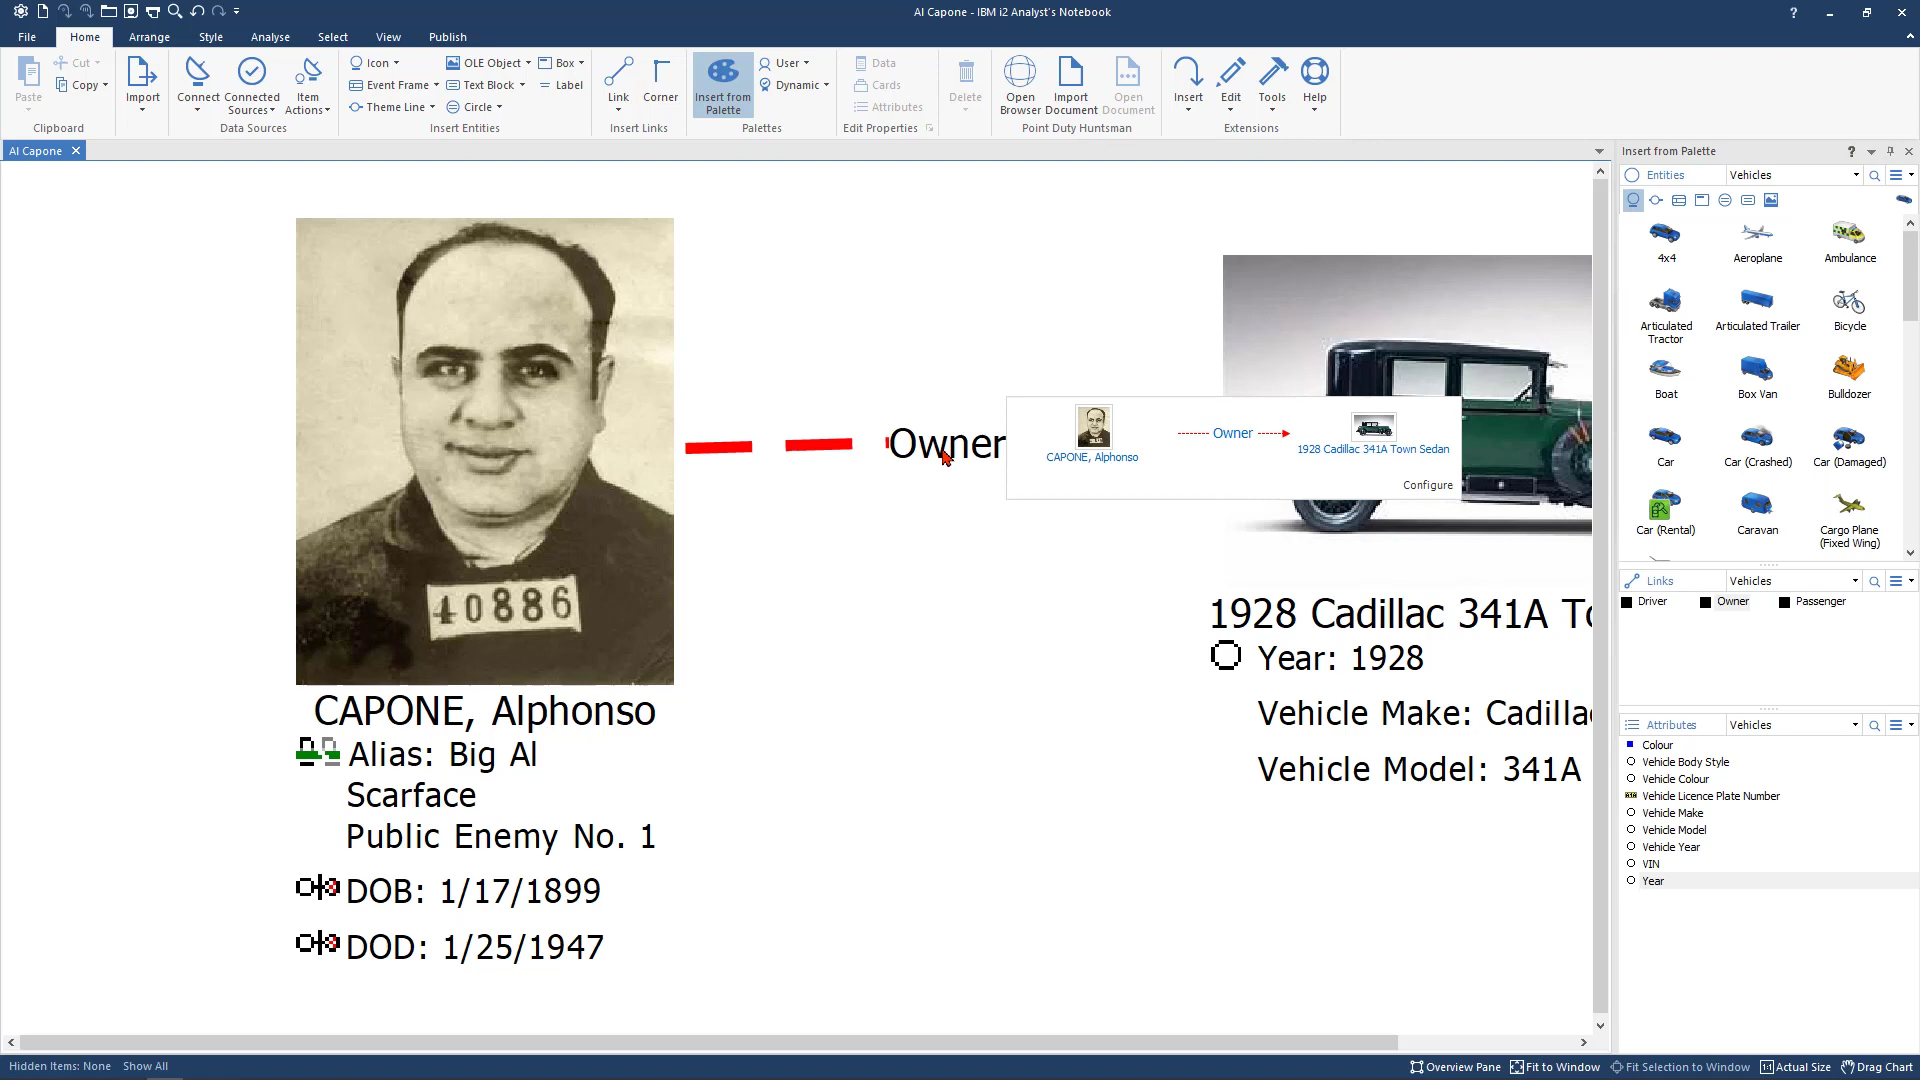 Al Capone - IBM i2 Analyst's Notebook
File Home Arrange Style Analyse Select View Publish
Paste
Cut
Copy
Clipboard
Import
Connect
Connected Sources
Item Actions
Data Sources
Icon
Event Frame
Theme Line
OLE Object
Text Block
Circle
Box
Label
Insert Entities
Link
Corner
Insert Links
Insert from Palette
User
Dynamic
Palettes
Data
Cards
Attributes
Edit Properties
Delete
Open Browser
Import Document
Open Document
Point Duty Huntsman
Insert
Edit
Tools
Help
Extensions
Al Capone
40886
CAPONE, Alphonso
Alias: Big Al
Scarface
Public Enemy No. 1
DOB: 1/17/1899
DOD: 1/25/1947
Owner
CAPONE, Alphonso
Owner
1928 Cadillac 341A Town Sedan
Configure
1928 Cadillac 341A To
Year: 1928
Vehicle Make: Cadilla
Vehicle Model: 341A
Insert from Palette
Entities Vehicles
4x4 Aeroplane Ambulance
Articulated Tractor Articulated Trailer Bicycle
Boat Box Van Bulldozer
Car Car (Crashed) Car (Damaged)
Car (Rental) Caravan Cargo Plane (Fixed Wing)
Links Vehicles
Driver Owner Passenger
Attributes Vehicles
Colour
Vehicle Body Style
Vehicle Colour
Vehicle Licence Plate Number
Vehicle Make
Vehicle Model
Vehicle Year
VIN
Year
Hidden Items: None Show All
Overview Pane Fit to Window Fit Selection to Window Actual Size Drag Chart